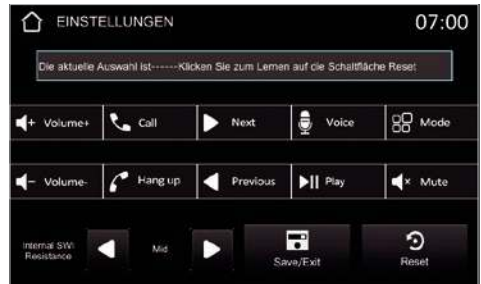 EINSTELLUNGEN 07:00
Die aktuelle Auswahl ist------Klicken Sie zum Lernen auf die Schaltfläche Reset
Volume+ Call Next Voice Mode
Volume- Hang up Previous Play Mute
Internal SWI Resistance Mid Save/Exit Reset